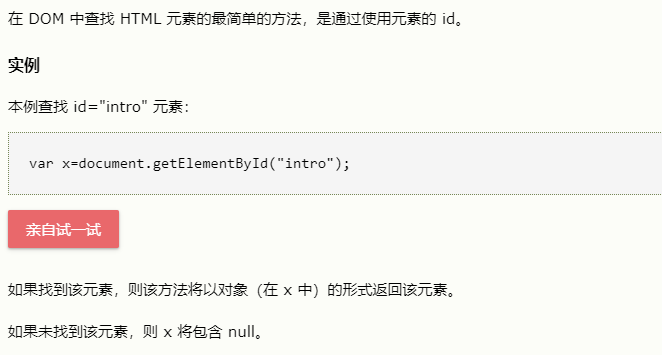 在 DOM 中查找 HTML 元素的最简单的方法，是通过使用元素的 id。
实例
本例查找 id="intro" 元素：
var x=document.getElementById("intro");
亲自试一试
如果找到该元素，则该方法将以对象（在 x 中）的形式返回该元素。
如果未找到该元素，则 x 将包含 null。